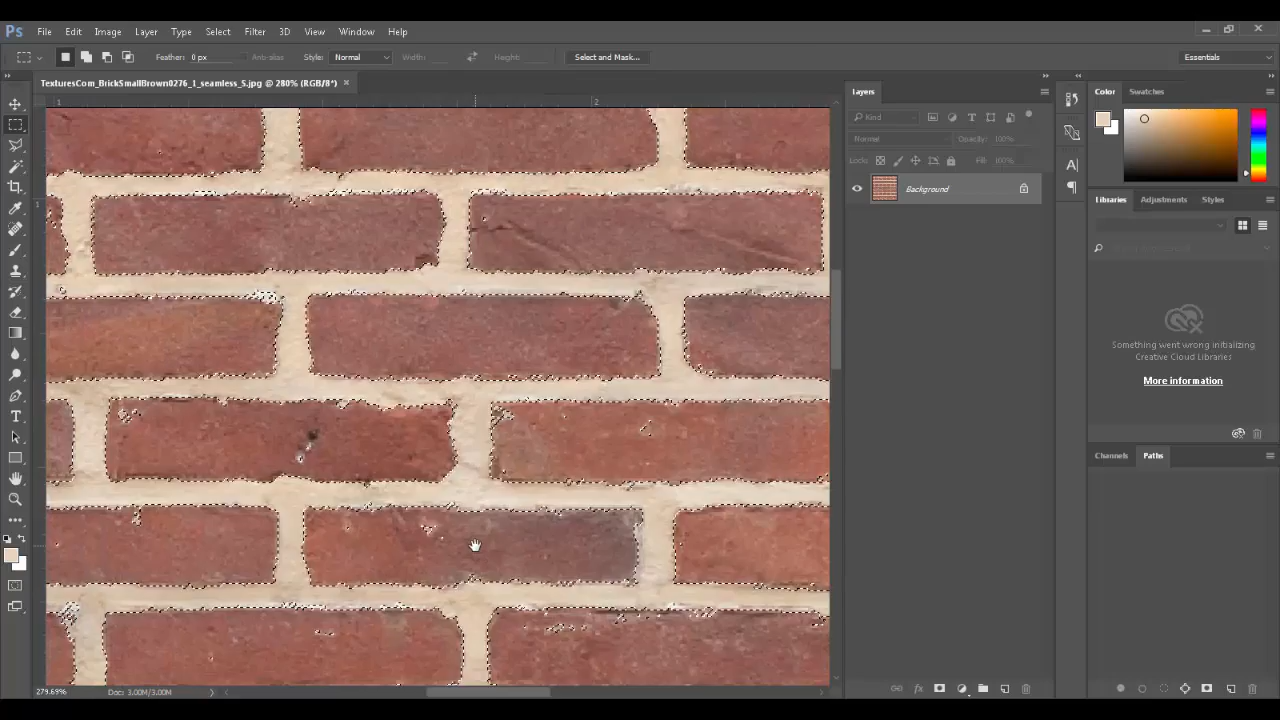 Ps File Edit Image Layer Type Select Filter 3D View Window Help
Feather: 0 px Anti-alias Style: Normal Width: Height: Select and Mask... Essentials
TexturesCom_BrickSmallBrown0276_1_seamless_S.jpg @ 280% (RGB/8*) ×
1 2
1
Layers
Kind
Normal Opacity: 100%
Lock: Fill: 100%
Background
Color Swatches
Libraries Adjustments Styles
Something went wrong initializing
Creative Cloud Libraries
More information
Channels Paths
279.69% Doc: 3.00M/3.00M